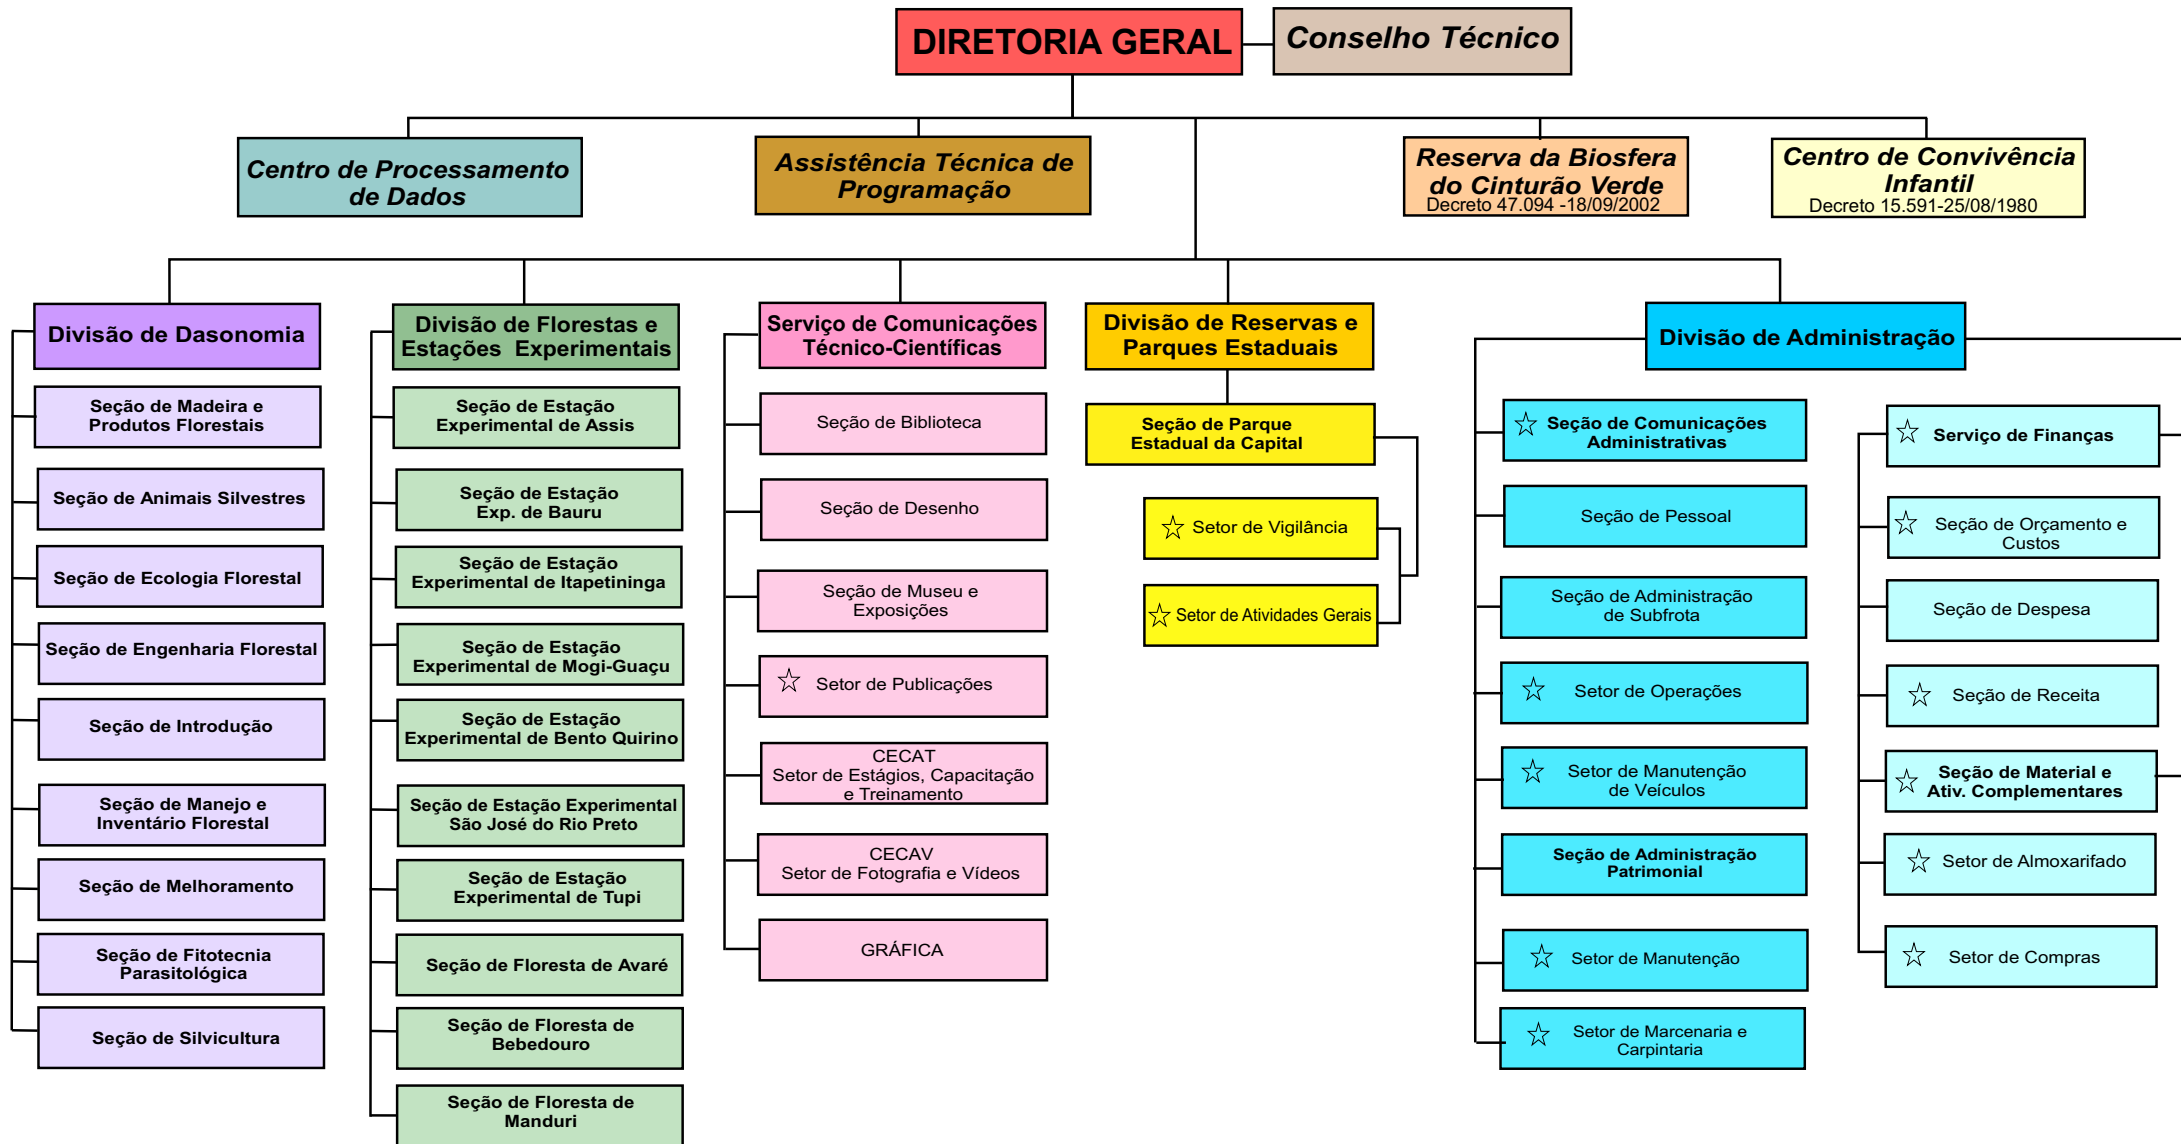 DIRETORIA GERAL
Conselho Técnico
Centro de Processamento
de Dados
Assistência Técnica de
Programação
Reserva da Biosfera
do Cinturão Verde
Decreto 47.094 -18/09/2002
Centro de Convivência
Infantil
Decreto 15.591-25/08/1980
Divisão de Dasonomia
Seção de Madeira e
Produtos Florestais
Seção de Animais Silvestres
Seção de Ecologia Florestal
Seção de Engenharia Florestal
Seção de Introdução
Seção de Manejo e
Inventário Florestal
Seção de Melhoramento
Seção de Fitotecnia
Parasitológica
Seção de Silvicultura
Divisão de Florestas e
Estações Experimentais
Seção de Estação
Experimental de Assis
Seção de Estação
Exp. de Bauru
Seção de Estação
Experimental de Itapetininga
Seção de Estação
Experimental de Mogi-Guaçu
Seção de Estação
Experimental de Bento Quirino
Seção de Estação Experimental
São José do Rio Preto
Seção de Estação
Experimental de Tupi
Seção de Floresta de Avaré
Seção de Floresta de
Bebedouro
Seção de Floresta de
Manduri
Serviço de Comunicações
Técnico-Científicas
Seção de Biblioteca
Seção de Desenho
Seção de Museu e
Exposições
Setor de Publicações
CECAT
Setor de Estágios, Capacitação
e Treinamento
CECAV
Setor de Fotografia e Vídeos
GRÁFICA
Divisão de Reservas e
Parques Estaduais
Seção de Parque
Estadual da Capital
Setor de Vigilância
Setor de Atividades Gerais
Divisão de Administração
Seção de Comunicações
Administrativas
Seção de Pessoal
Seção de Administração
de Subfrota
Setor de Operações
Setor de Manutenção
de Veículos
Seção de Administração
Patrimonial
Setor de Manutenção
Setor de Marcenaria e
Carpintaria
Serviço de Finanças
Seção de Orçamento e
Custos
Seção de Despesa
Seção de Receita
Seção de Material e
Ativ. Complementares
Setor de Almoxarifado
Setor de Compras